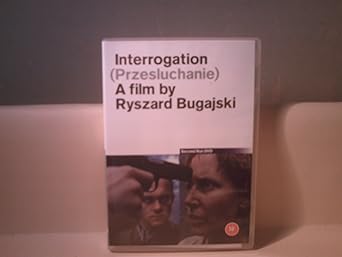 Interrogation
(Przesluchanie)
A film by
Ryszard Bugajski
Second Run DVD